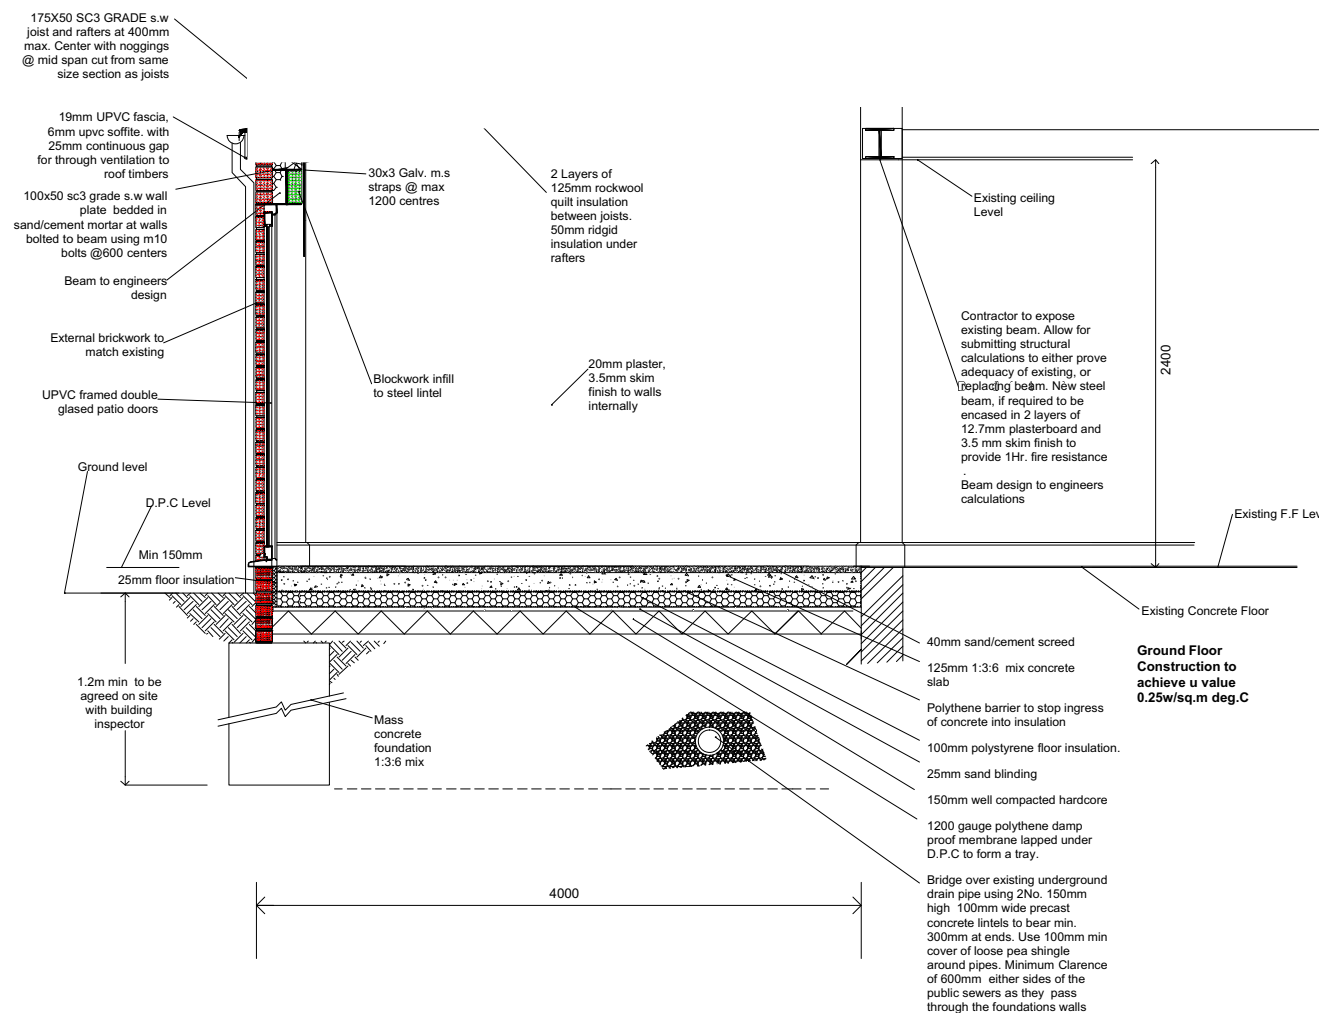 175X50 SC3 GRADE s.w
joist and rafters at 400mm
max. Center with noggings
@ mid span cut from same
size section as joists
19mm UPVC fascia,
6mm upvc soffite. with
25mm continuous gap
for through ventilation to
roof timbers
100x50 sc3 grade s.w wall
plate bedded in
sand/cement mortar at walls
bolted to beam using m10
bolts @600 centers
Beam to engineers
design
External brickwork to
match existing
UPVC framed double
glased patio doors
Ground level
D.P.C Level
Min 150mm
25mm floor insulation
1.2m min to be
agreed on site
with building
inspector
30x3 Galv. m.s
straps @ max
1200 centres
Blockwork infill
to steel lintel
2 Layers of
125mm rockwool
quilt insulation
between joists.
50mm ridgid
insulation under
rafters
20mm plaster,
3.5mm skim
finish to walls
internally
Mass
concrete
foundation
1:3:6 mix
4000
Existing ceiling
Level
Contractor to expose
existing beam. Allow for
submitting structural
calculations to either prove
adequacy of existing, or
replacing beam. New steel
beam, if required to be
encased in 2 layers of
12.7mm plasterboard and
3.5 mm skim finish to
provide 1Hr. fire resistance
.
Beam design to engineers
calculations
2400
Existing F.F Lev
Existing Concrete Floor
Ground Floor
Construction to
achieve u value
0.25w/sq.m deg.C
40mm sand/cement screed
125mm 1:3:6 mix concrete
slab
Polythene barrier to stop ingress
of concrete into insulation
100mm polystyrene floor insulation.
25mm sand blinding
150mm well compacted hardcore
1200 gauge polythene damp
proof membrane lapped under
D.P.C to form a tray.
Bridge over existing underground
drain pipe using 2No. 150mm
high 100mm wide precast
concrete lintels to bear min.
300mm at ends. Use 100mm min
cover of loose pea shingle
around pipes. Minimum Clarence
of 600mm either sides of the
public sewers as they pass
through the foundations walls